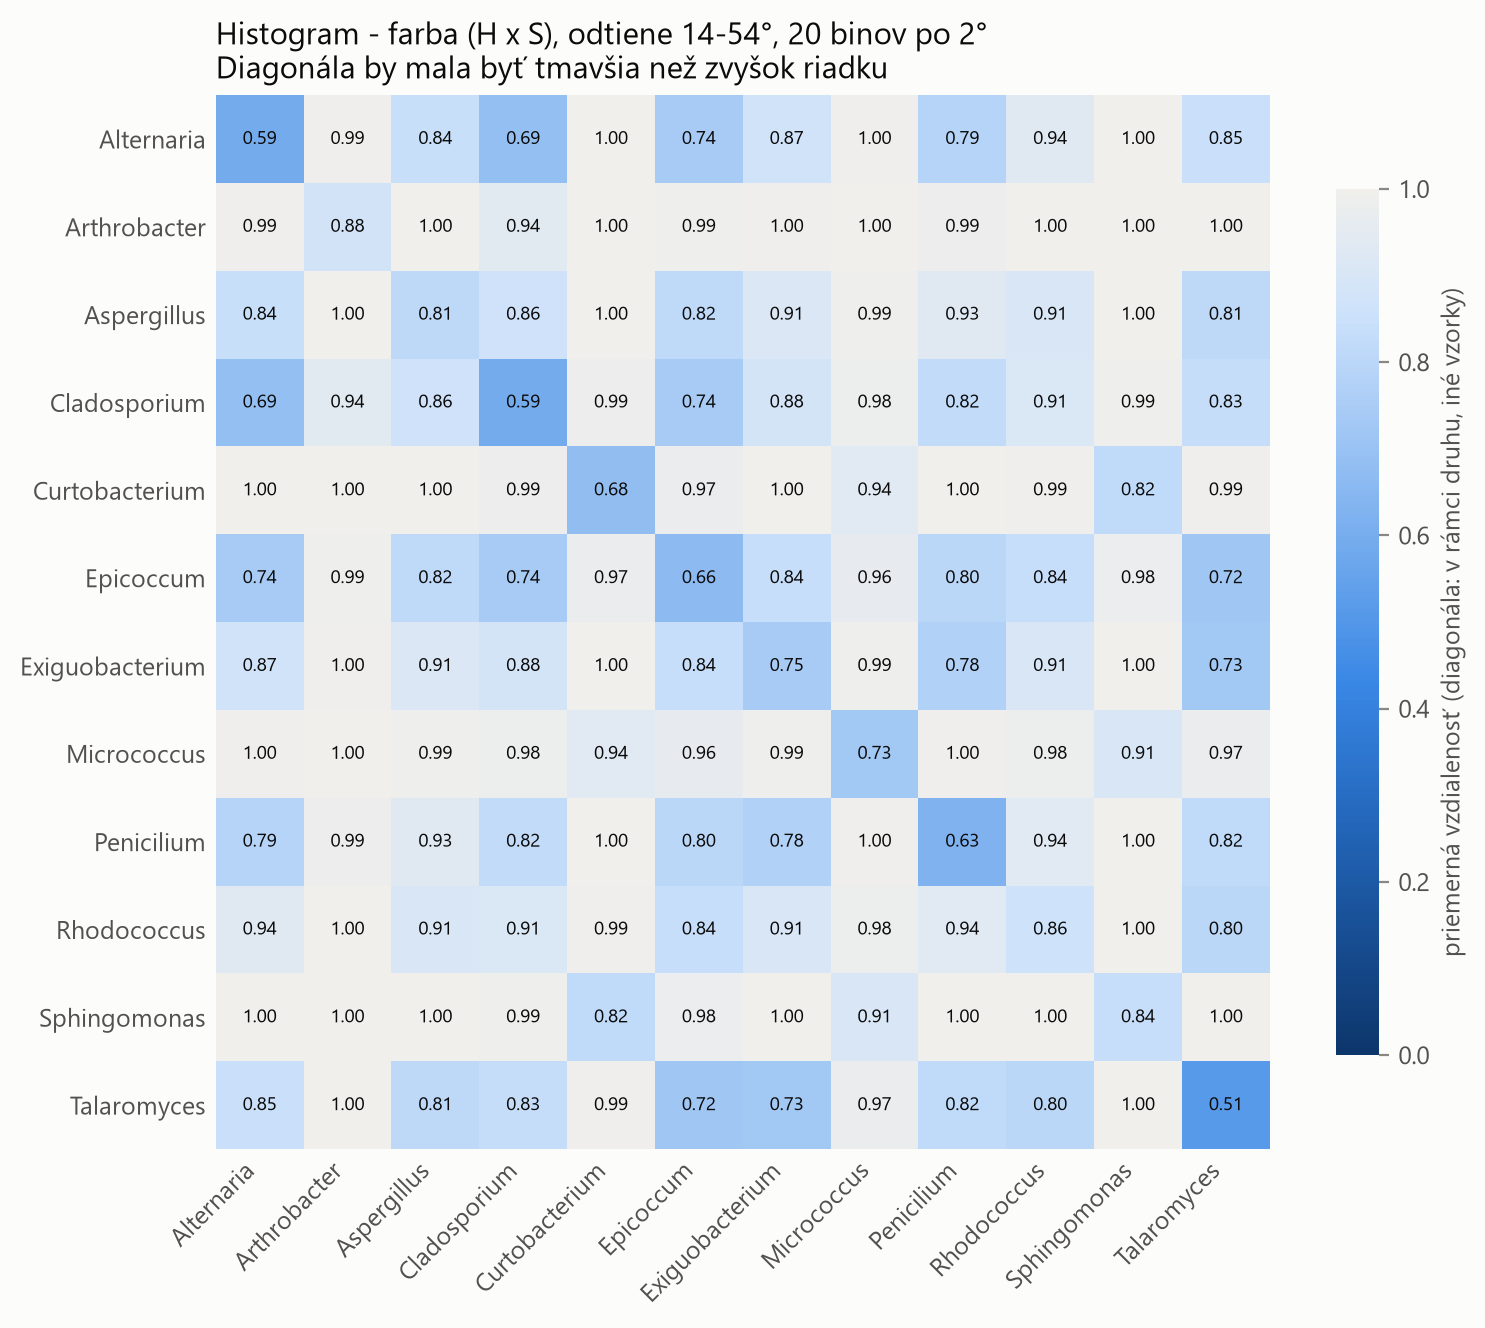 Histogram - farba (H x S), odtiene 14-54°, 20 binov po 2°
Diagonála by mala byť tmavšia než zvyšok riadku
Alternaria 0.59 0.99 0.84 0.69 1.00 0.74 0.87 1.00 0.79 0.94 1.00 0.85
Arthrobacter 0.99 0.88 1.00 0.94 1.00 0.99 1.00 1.00 0.99 1.00 1.00 1.00
Aspergillus 0.84 1.00 0.81 0.86 1.00 0.82 0.91 0.99 0.93 0.91 1.00 0.81
Cladosporium 0.69 0.94 0.86 0.59 0.99 0.74 0.88 0.98 0.82 0.91 0.99 0.83
Curtobacterium 1.00 1.00 1.00 0.99 0.68 0.97 1.00 0.94 1.00 0.99 0.82 0.99
Epicoccum 0.74 0.99 0.82 0.74 0.97 0.66 0.84 0.96 0.80 0.84 0.98 0.72
Exiguobacterium 0.87 1.00 0.91 0.88 1.00 0.84 0.75 0.99 0.78 0.91 1.00 0.73
Micrococcus 1.00 1.00 0.99 0.98 0.94 0.96 0.99 0.73 1.00 0.98 0.91 0.97
Penicilium 0.79 0.99 0.93 0.82 1.00 0.80 0.78 1.00 0.63 0.94 1.00 0.82
Rhodococcus 0.94 1.00 0.91 0.91 0.99 0.84 0.91 0.98 0.94 0.86 1.00 0.80
Sphingomonas 1.00 1.00 1.00 0.99 0.82 0.98 1.00 0.91 1.00 1.00 0.84 1.00
Talaromyces 0.85 1.00 0.81 0.83 0.99 0.72 0.73 0.97 0.82 0.80 1.00 0.51
Alternaria
Arthrobacter
Aspergillus
Cladosporium
Curtobacterium
Epicoccum
Exiguobacterium
Micrococcus
Penicilium
Rhodococcus
Sphingomonas
Talaromyces
1.0
0.8
0.6
0.4
0.2
0.0
priemerná vzdialenosť (diagonála: v rámci druhu, iné vzorky)